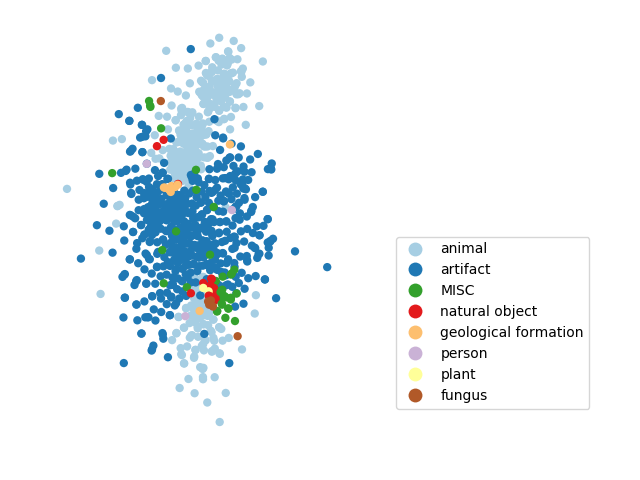 animal
artifact
MISC
natural object
geological formation
person
plant
fungus